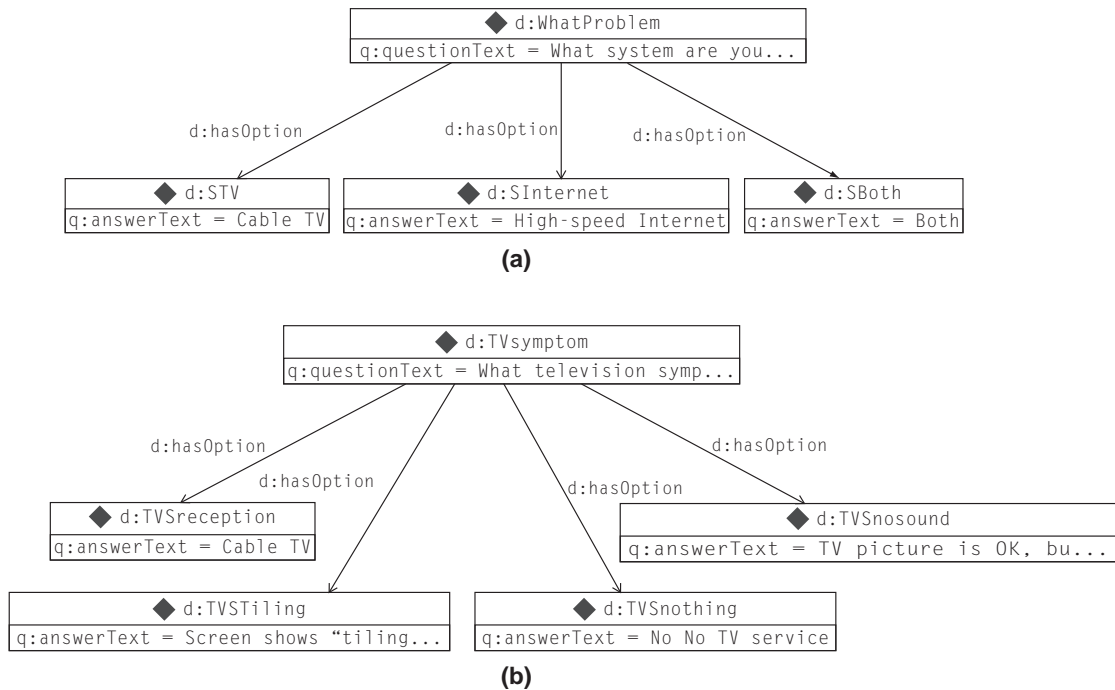 d:WhatProblem
q:questionText = What system are you...
d:hasOption
d:hasOption
d:hasOption
d:STV
q:answerText = Cable TV
d:SInternet
q:answerText = High-speed Internet
d:SBoth
q:answerText = Both
(a)
d:TVsymptom
q:questionText = What television symp...
d:hasOption
d:hasOption
d:hasOption
d:hasOption
d:TVSreception
q:answerText = Cable TV
d:TVSnosound
q:answerText = TV picture is OK, bu...
d:TVSTiling
q:answerText = Screen shows “tiling...
d:TVSnothing
q:answerText = No No TV service
(b)